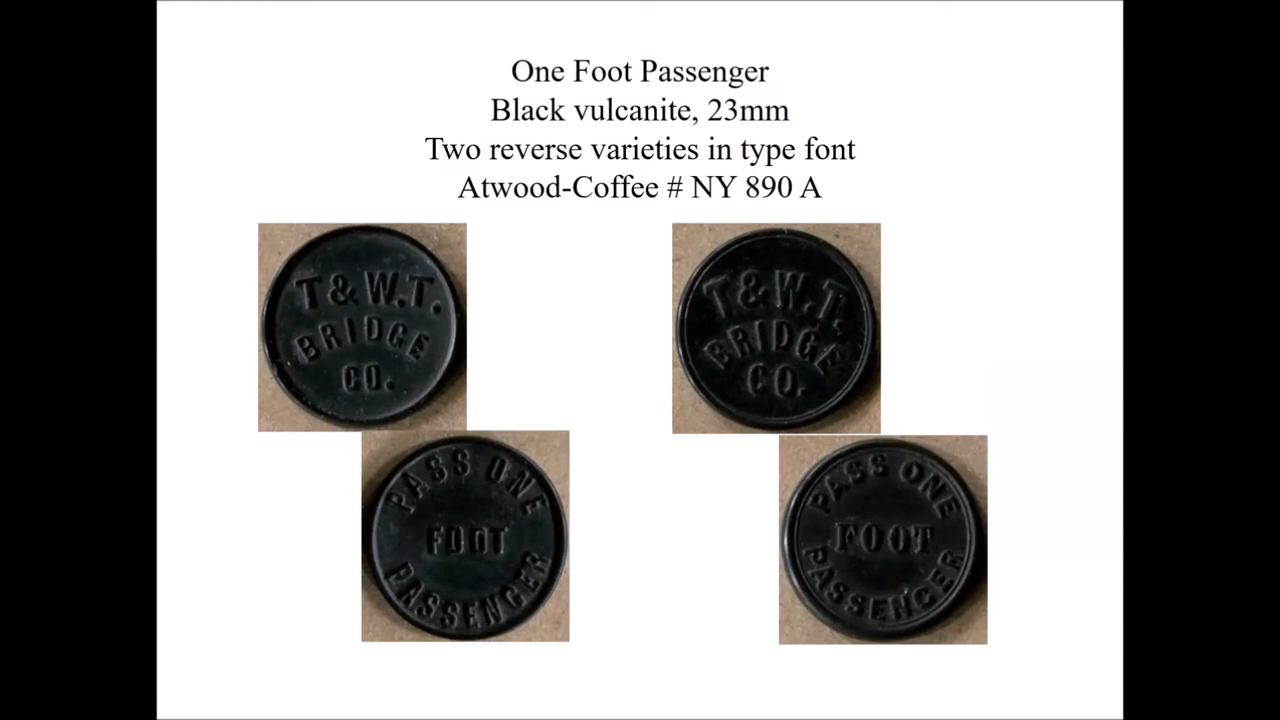 One Foot Passenger
Black vulcanite, 23mm
Two reverse varieties in type font
Atwood-Coffee # NY 890 A
T & W.T.
BRIDGE
CO.
T & W.T.
BRIDGE
CO.
PASS ONE
FOOT
PASSENGER
PASS ONE
FOOT
PASSENGER